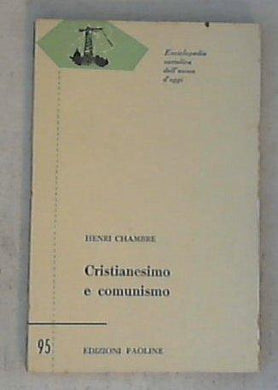 Enciclopedia
cattolica
dell'uomo
d'oggi
HENRI CHAMBRE
Cristianesimo
e comunismo
95
EDIZIONI PAOLINE